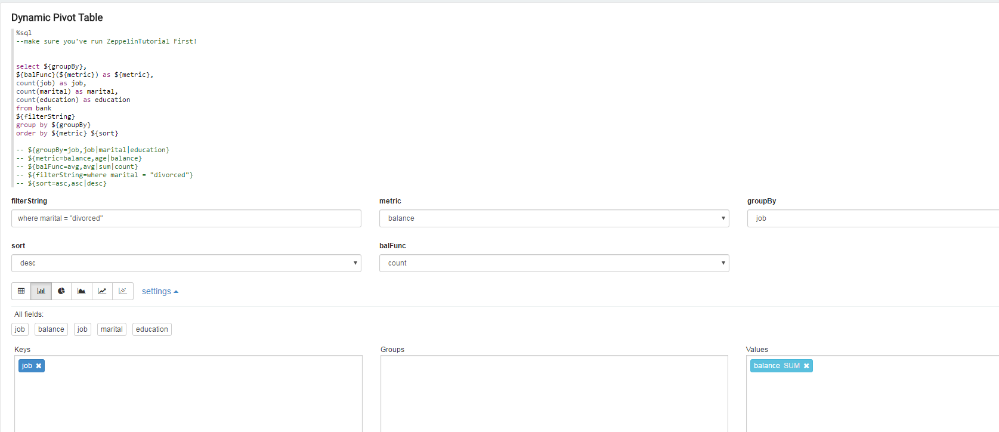 Dynamic Pivot Table
%sql
--make sure you've run ZeppelinTutorial First!
select ${groupBy},
${balFunc}(${metric}) as ${metric},
count(job) as job,
count(marital) as marital,
count(education) as education
from bank
${filterString}
group by ${groupBy}
order by ${metric} ${sort}
-- ${groupBy=job,job|marital|education}
-- ${metric=balance,age|balance}
-- ${balFunc=avg,avg|sum|count}
-- ${filterString=where marital = "divorced"}
-- ${sort=asc,asc|desc}
filterString metric groupBy
where marital = "divorced" balance job
sort balFunc
desc count
settings
All fields:
job balance job marital education
Keys Groups Values
job balance SUM